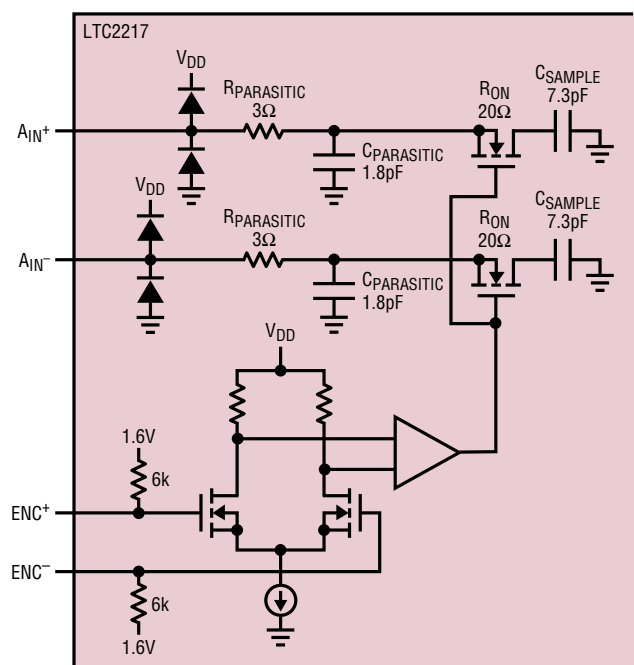 LTC2217
VDD
RPARASITIC
3Ω
RON
20Ω
CSAMPLE
7.3pF
AIN+
CPARASITIC
1.8pF
VDD
RPARASITIC
3Ω
RON
20Ω
CSAMPLE
7.3pF
AIN–
CPARASITIC
1.8pF
VDD
1.6V
6k
ENC+
ENC–
6k
1.6V